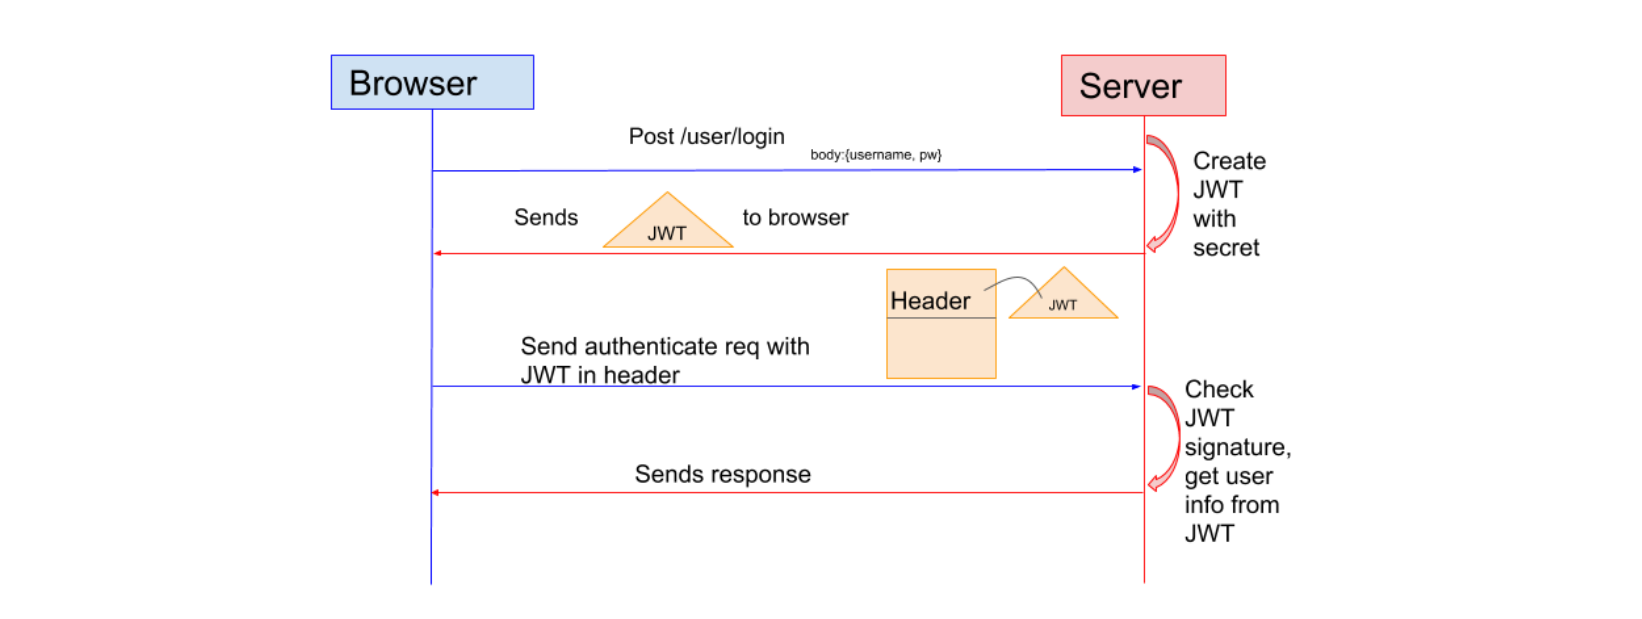 Browser
Server
Post /user/login
body:{username, pw}
Create
JWT
with
secret
Sends
JWT
to browser
Header
JWT
Send authenticate req with
JWT in header
Check
JWT
signature,
get user
info from
JWT
Sends response